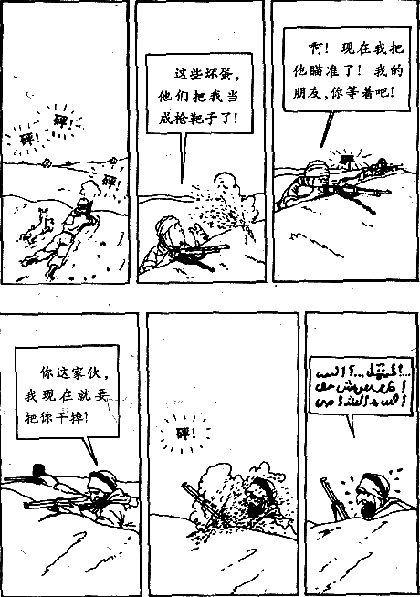 砰!
砰!
砰!
这些坏蛋,
他们把我当
成枪靶子了!
啊! 现在我把
他瞄准了! 我的
朋友,你等着吧!
砰!
你这家伙,
我现在就要
把你干掉!
砰!